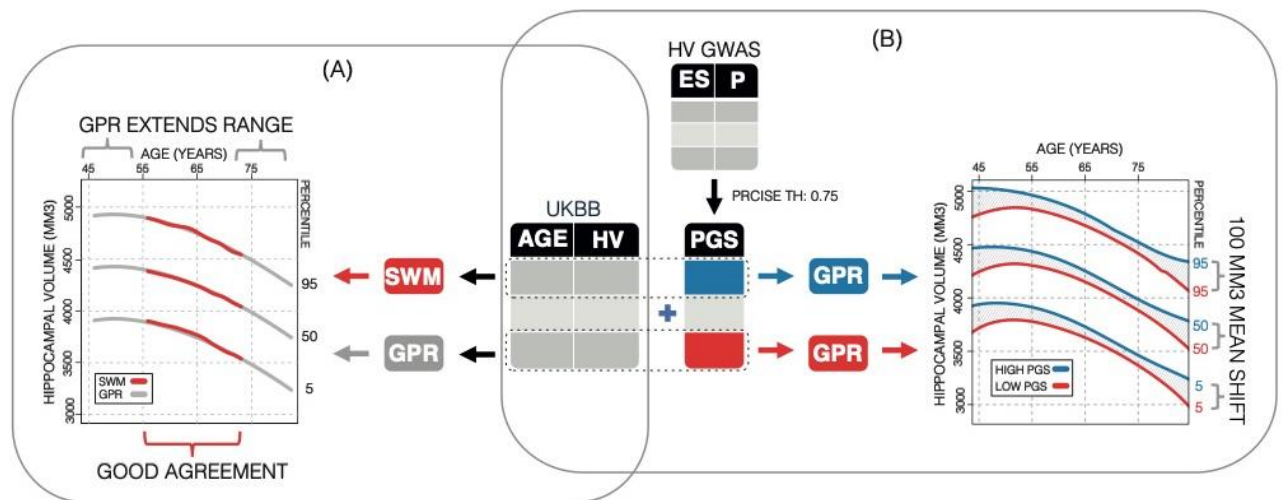 (A)
GPR EXTENDS RANGE
AGE (YEARS)
45 55 65 75
HIPPOCAMPAL VOLUME (MM3)
5000
4500
4000
3500
3000
PERCENTILE
95
50
5
SWM
GPR
GOOD AGREEMENT
SWM
GPR
UKBB
AGE HV
(B)
HV GWAS
ES P
PRCISE TH: 0.75
PGS
+
GPR
GPR
AGE (YEARS)
45 55 65 75
HIPPOCAMPAL VOLUME (MM3)
5000
4500
4000
3500
3000
PERCENTILE
95
95
50
50
5
5
HIGH PGS
LOW PGS
100 MM3 MEAN SHIFT